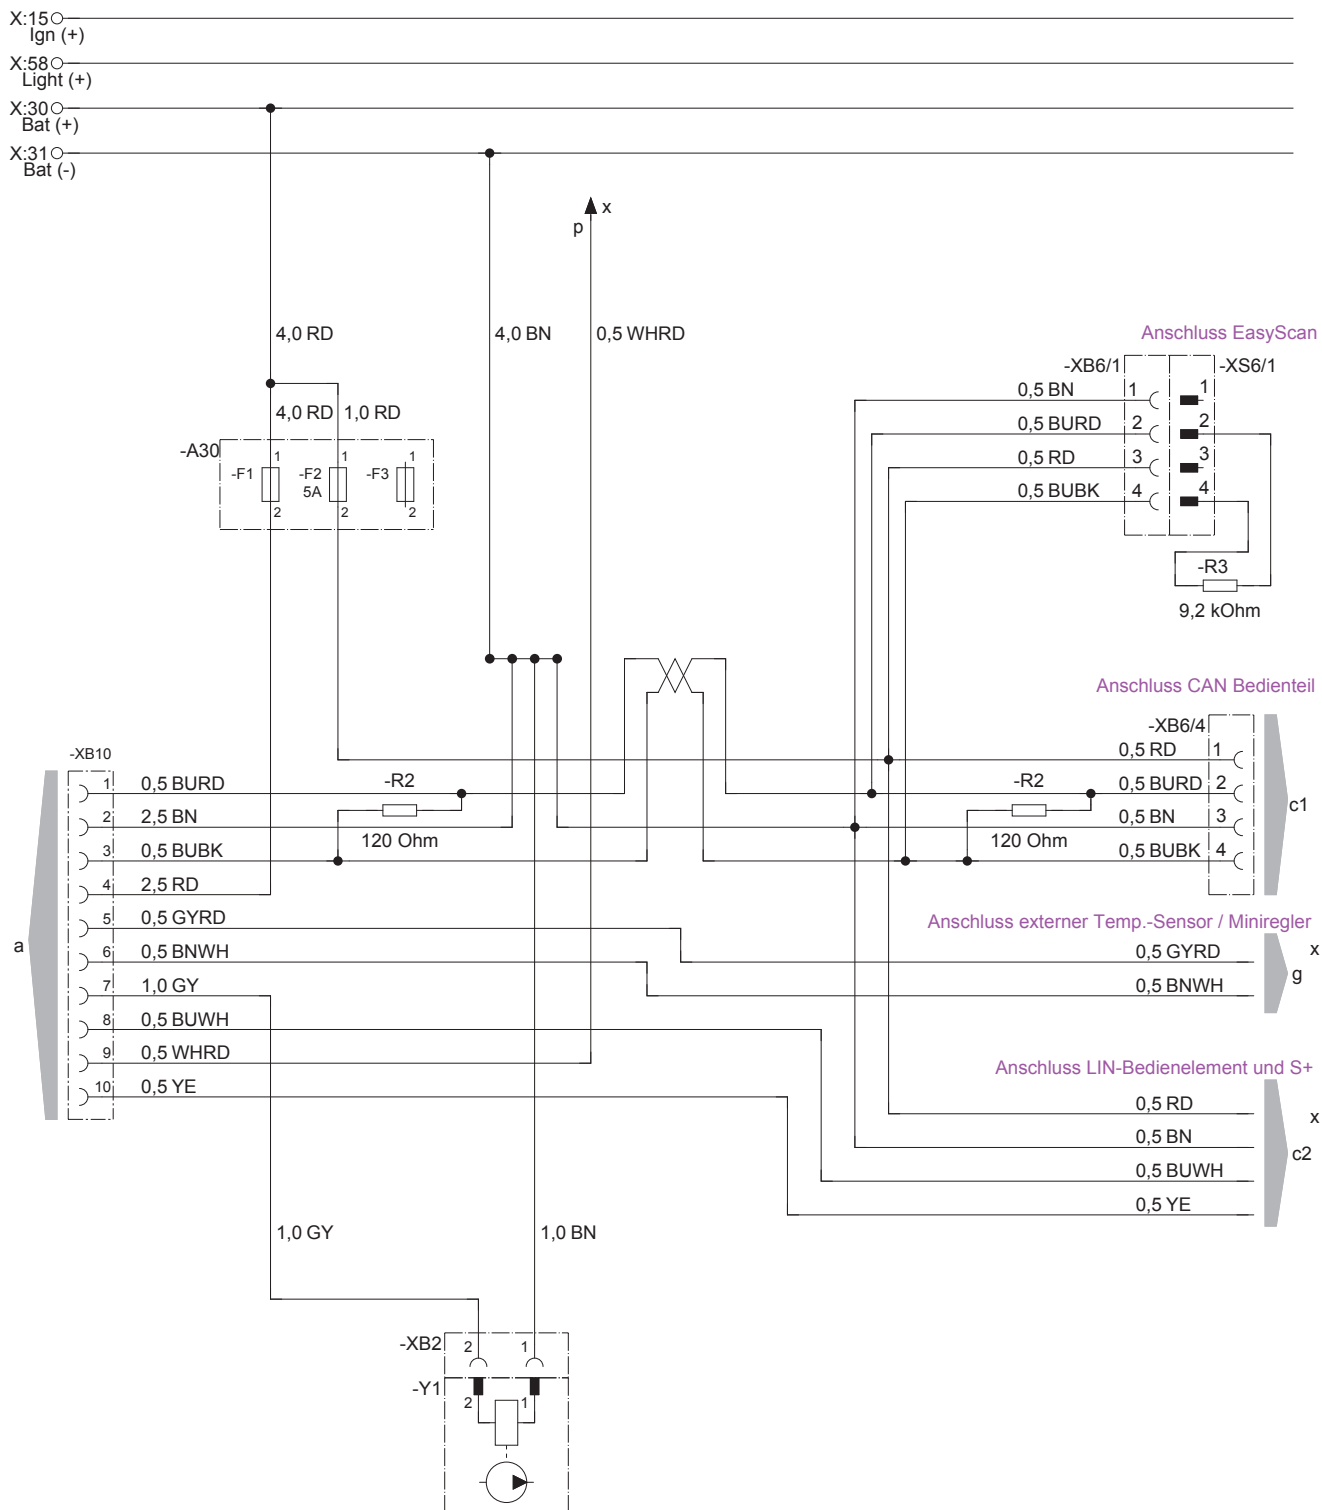 X:15
Ign (+)
X:58
Light (+)
X:30
Bat (+)
X:31
Bat (-)
x
p
4,0 RD
4,0 BN
0,5 WHRD
Anschluss EasyScan
-XB6/1
-XS6/1
0,5 BN 1 1
0,5 BURD 2 2
0,5 RD 3 3
0,5 BUBK 4 4
4,0 RD
1,0 RD
-A30
1 1 1
-F1
-F2
5A
-F3
2 2 2
-R3
9,2 kOhm
Anschluss CAN Bedienteil
-XB6/4
0,5 RD 1
0,5 BURD 2
0,5 BN 3
0,5 BUBK 4
c1
-R2
120 Ohm
-R2
120 Ohm
-XB10
1 0,5 BURD
2 2,5 BN
3 0,5 BUBK
4 2,5 RD
5 0,5 GYRD
6 0,5 BNWH
7 1,0 GY
8 0,5 BUWH
9 0,5 WHRD
10 0,5 YE
a
Anschluss externer Temp.-Sensor / Miniregler
0,5 GYRD
0,5 BNWH
x
g
Anschluss LIN-Bedienelement und S+
0,5 RD
0,5 BN
0,5 BUWH
0,5 YE
x
c2
1,0 GY
1,0 BN
-XB2
2 1
-Y1
2 1